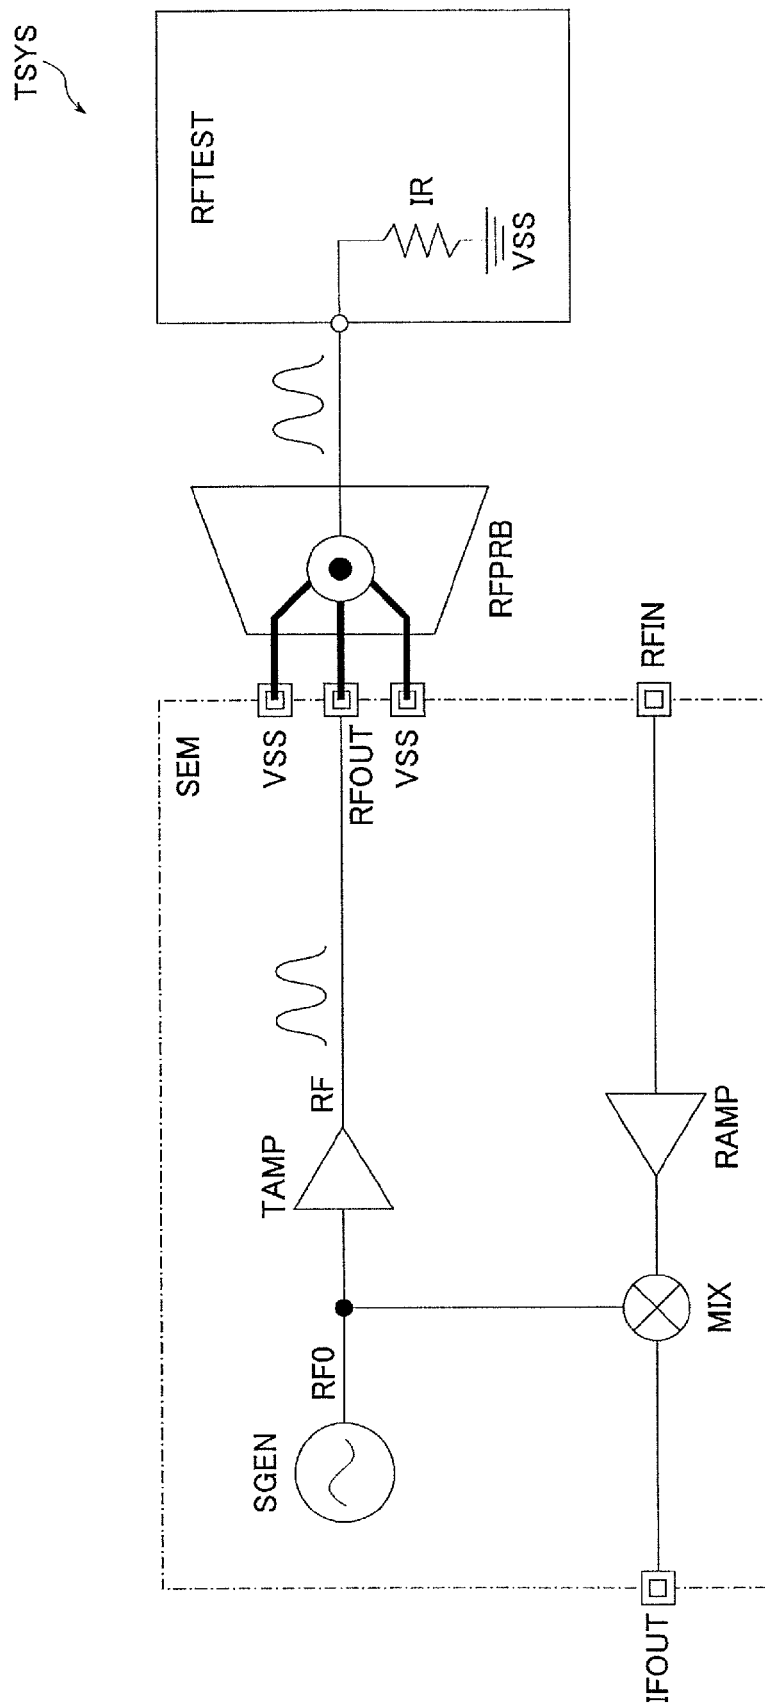 TSYS
SEM
RFTEST
SGEN
RF0
TAMP
RF
VSS
RFOUT
VSS
RFPRB
IR
VSS
IFOUT
MIX
RAMP
RFIN